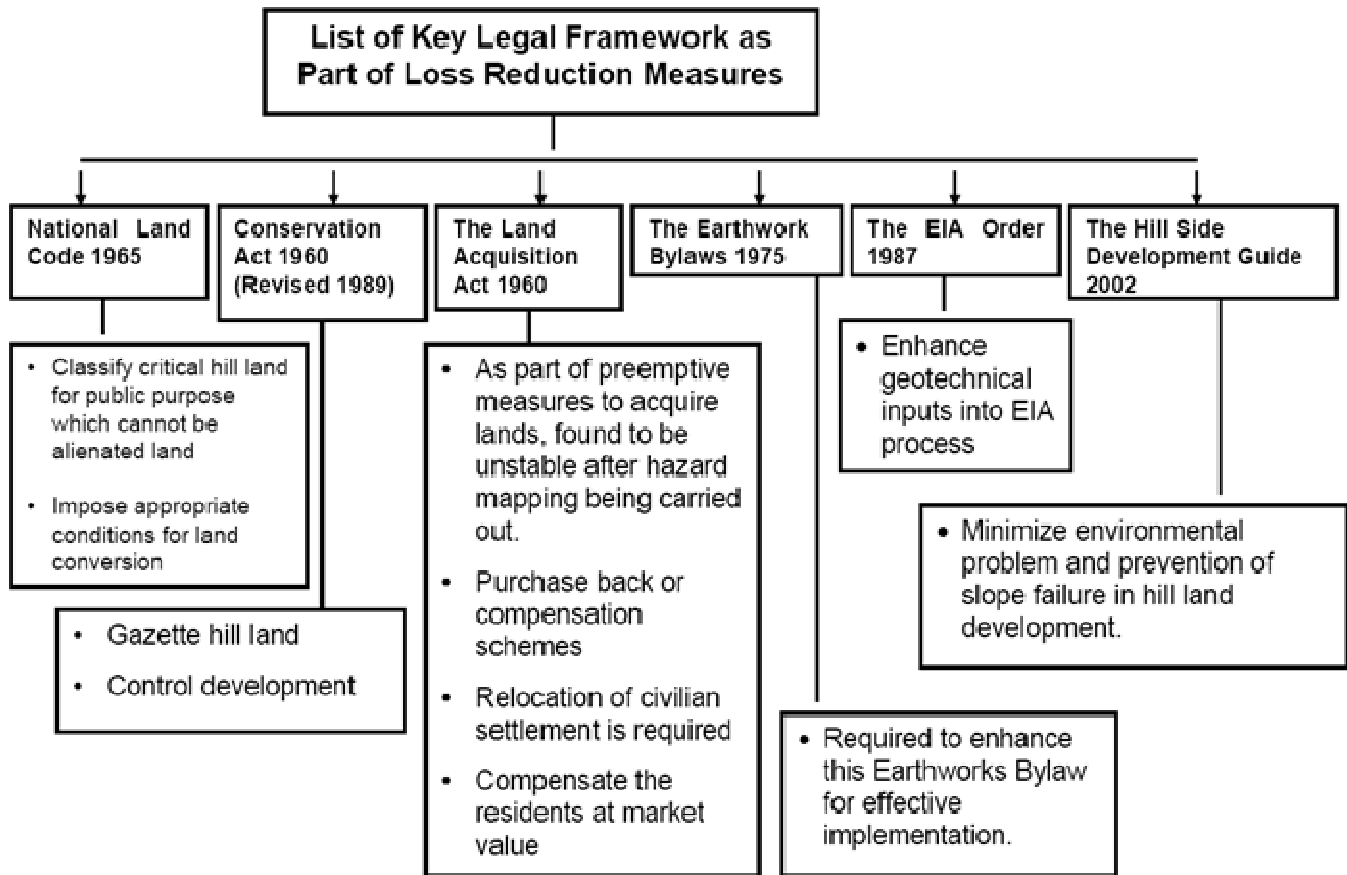 List of Key Legal Framework as
Part of Loss Reduction Measures
National Land
Code 1965
Conservation
Act 1960
(Revised 1989)
The Land
Acquisition
Act 1960
The Earthwork
Bylaws 1975
The EIA Order
1987
The Hill Side
Development Guide
2002
• Classify critical hill land
for public purpose
which cannot be
alienated land
• Impose appropriate
conditions for land
conversion
• Gazette hill land
• Control development
• As part of preemptive
measures to acquire
lands, found to be
unstable after hazard
mapping being carried
out.
• Purchase back or
compensation
schemes
• Relocation of civilian
settlement is required
• Compensate the
residents at market
value
• Required to enhance
this Earthworks Bylaw
for effective
implementation.
• Enhance
geotechnical
inputs into EIA
process
• Minimize environmental
problem and prevention of
slope failure in hill land
development.